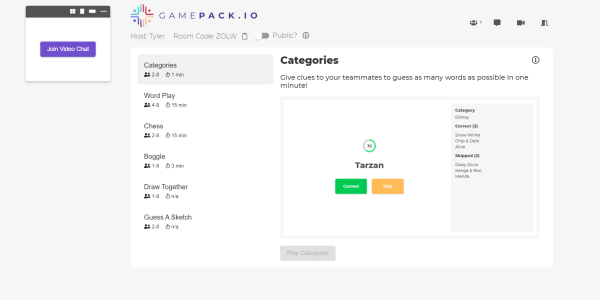 GAMEPACK.IO
Join Video Chat
Host: Tyler Room Code: ZOLW Public?
1
Categories
2-8 1 min
Word Play
4-8 15 min
Chess
2-8 15 min
Boggle
1-8 3 min
Draw Together
1-8 n/a
Guess A Sketch
2-8 n/a
Categories
Give clues to your teammates to guess as many words as possible in one
minute!
Tarzan
Correct Skip
Category
Disney
Correct (3)
Snow White
Chip & Dale
Alice
Skipped (3)
Daisy Duck
Kanga & Roo
Merida
Play Categories